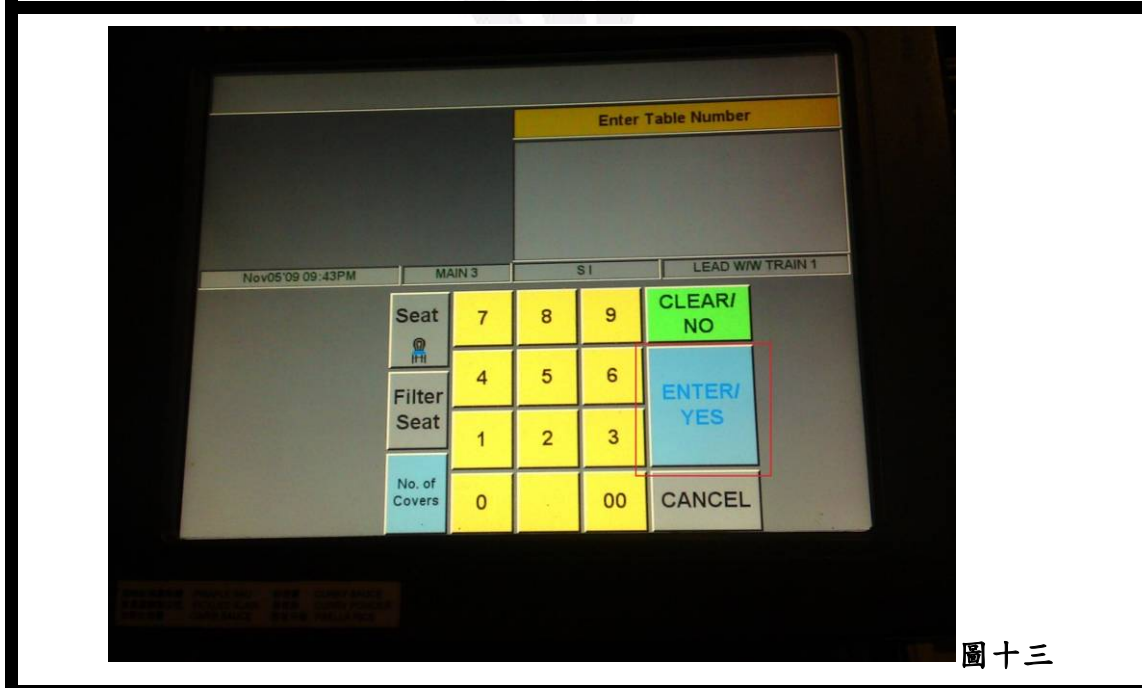 Enter Table Number
Nov05'09 09:43PM
MAIN 3
S I
LEAD W/W TRAIN 1
Seat
7
8
9
CLEAR/
NO
Filter
Seat
4
5
6
ENTER/
YES
1
2
3
No. of
Covers
0
.
00
CANCEL
圖十三